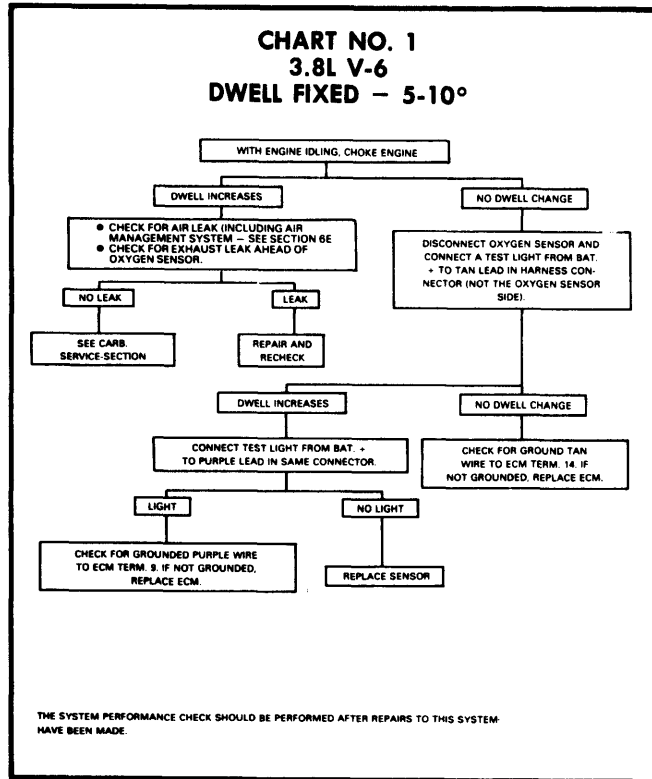 CHART NO. 1
3.8L V-6
DWELL FIXED – 5-10°
WITH ENGINE IDLING, CHOKE ENGINE
DWELL INCREASES
NO DWELL CHANGE
● CHECK FOR AIR LEAK (INCLUDING AIR
MANAGEMENT SYSTEM – SEE SECTION 6E
● CHECK FOR EXHAUST LEAK AHEAD OF
OXYGEN SENSOR.
DISCONNECT OXYGEN SENSOR AND
CONNECT A TEST LIGHT FROM BAT.
+ TO TAN LEAD IN HARNESS CON-
NECTOR (NOT THE OXYGEN SENSOR
SIDE).
NO LEAK
LEAK
SEE CARB.
SERVICE-SECTION
REPAIR AND
RECHECK
DWELL INCREASES
NO DWELL CHANGE
CONNECT TEST LIGHT FROM BAT. +
TO PURPLE LEAD IN SAME CONNECTOR.
CHECK FOR GROUND TAN
WIRE TO ECM TERM. 14. IF
NOT GROUNDED, REPLACE ECM.
LIGHT
NO LIGHT
CHECK FOR GROUNDED PURPLE WIRE
TO ECM TERM. 9. IF NOT GROUNDED,
REPLACE ECM.
REPLACE SENSOR
THE SYSTEM PERFORMANCE CHECK SHOULD BE PERFORMED AFTER REPAIRS TO THIS SYSTEM
HAVE BEEN MADE.